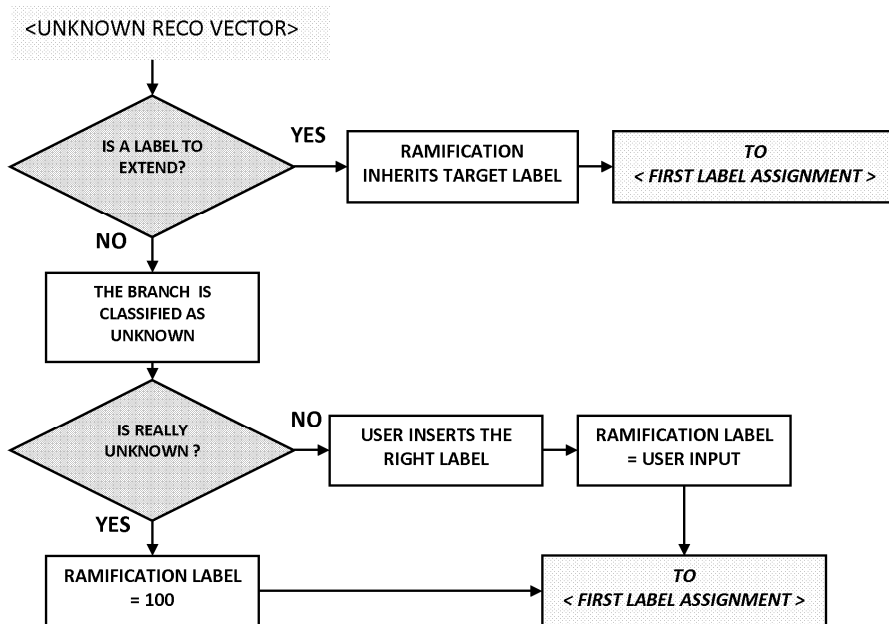 <UNKNOWN RECO VECTOR>
IS A LABEL TO
EXTEND?
YES
RAMIFICATION
INHERITS TARGET LABEL
TO
< FIRST LABEL ASSIGNMENT >
NO
THE BRANCH IS
CLASSIFIED AS
UNKNOWN
IS REALLY
UNKNOWN ?
NO
USER INSERTS THE
RIGHT LABEL
RAMIFICATION LABEL
= USER INPUT
YES
RAMIFICATION LABEL
= 100
TO
< FIRST LABEL ASSIGNMENT >